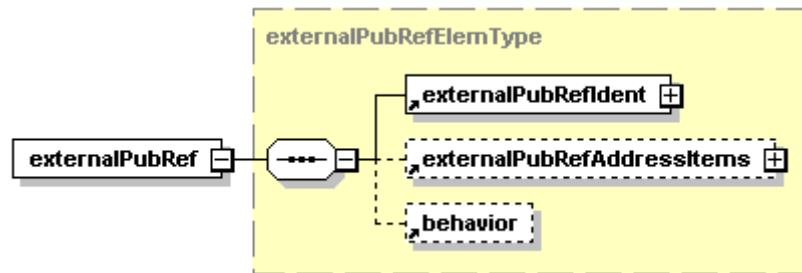 externalPubRefElemType
externalPubRefIdent
externalPubRef
externalPubRefAddressItems
behavior